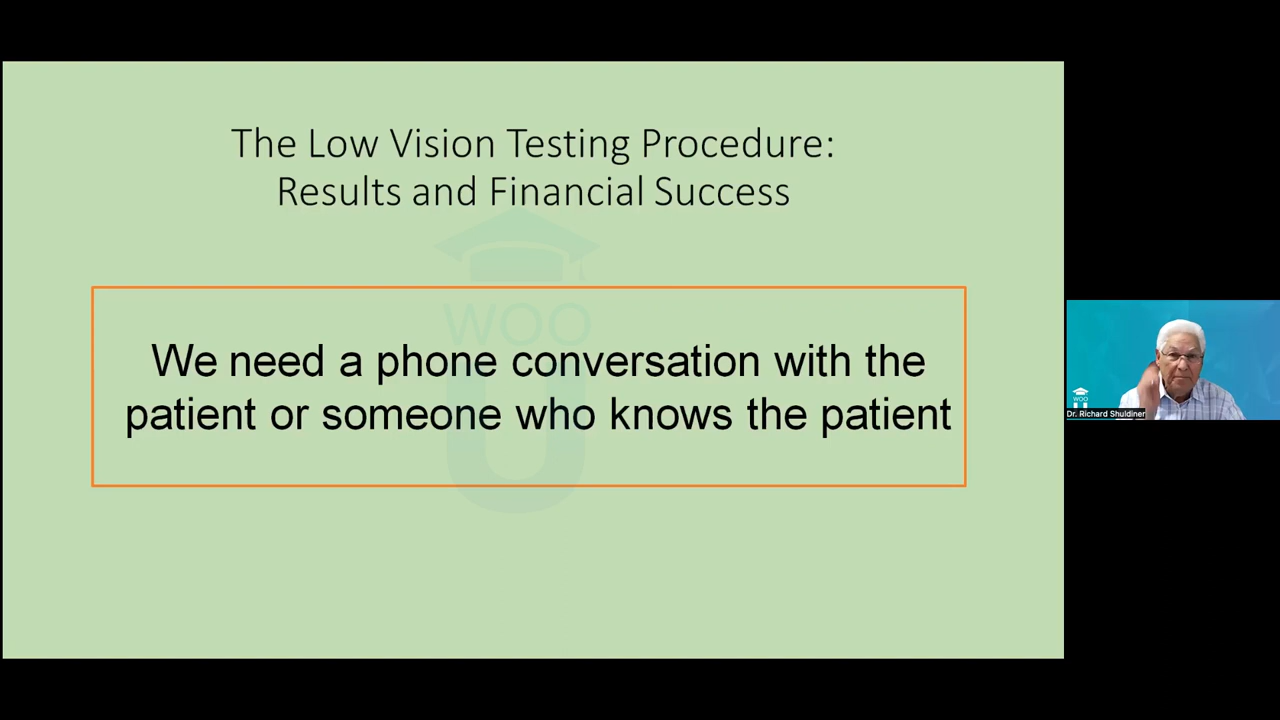 The Low Vision Testing Procedure:
Results and Financial Success
WOO
U
We need a phone conversation with the
patient or someone who knows the patient
WOO
U
Dr. Richard Shuldiner